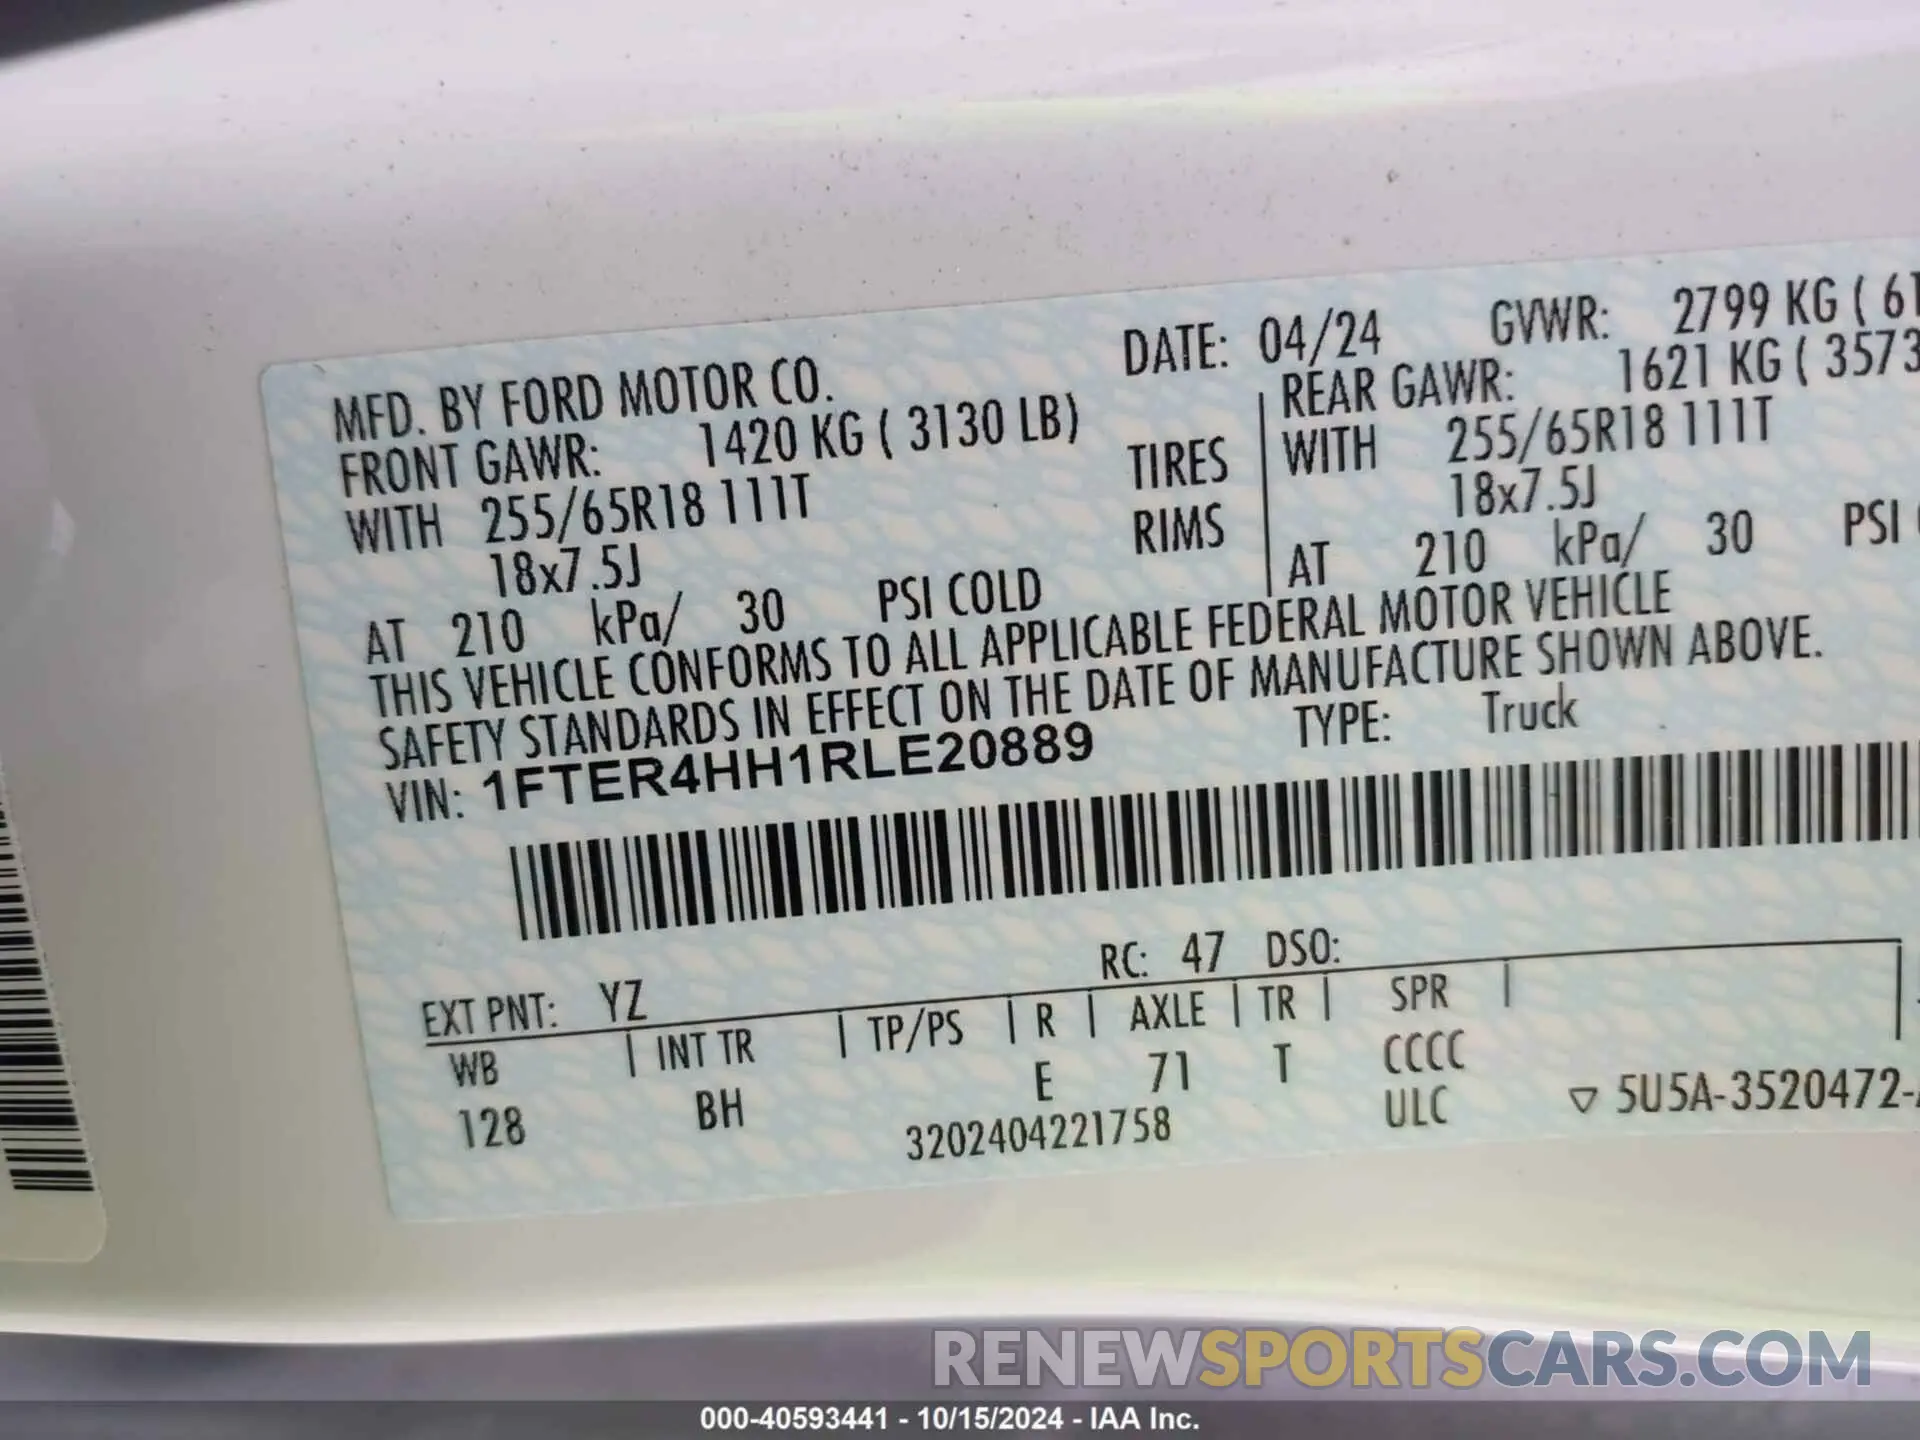 MFD. BY FORD MOTOR CO. DATE: 04/24 GVWR: 2799 KG (
FRONT GAWR: 1420 KG ( 3130 LB) REAR GAWR: 1621 KG ( 3573
WITH 255/65R18 111T TIRES WITH 255/65R18 111T
18x7.5J RIMS 18x7.5J
AT 210 kPa/ 30 PSI COLD AT 210 kPa/ 30 PSI
THIS VEHICLE CONFORMS TO ALL APPLICABLE FEDERAL MOTOR VEHICLE
SAFETY STANDARDS IN EFFECT ON THE DATE OF MANUFACTURE SHOWN ABOVE.
VIN: 1FTER4HH1RLE20889 TYPE: Truck
EXT PNT: YZ RC: 47 DSO:
WB | INT TR | TP/PS | R | AXLE | TR | SPR |
128 BH E 71 T CCCC
3202404221758 ULC ▽ 5U5A-3520472-
RENEWSPORTSCARS.COM
000-40593441 - 10/15/2024 - IAA Inc.